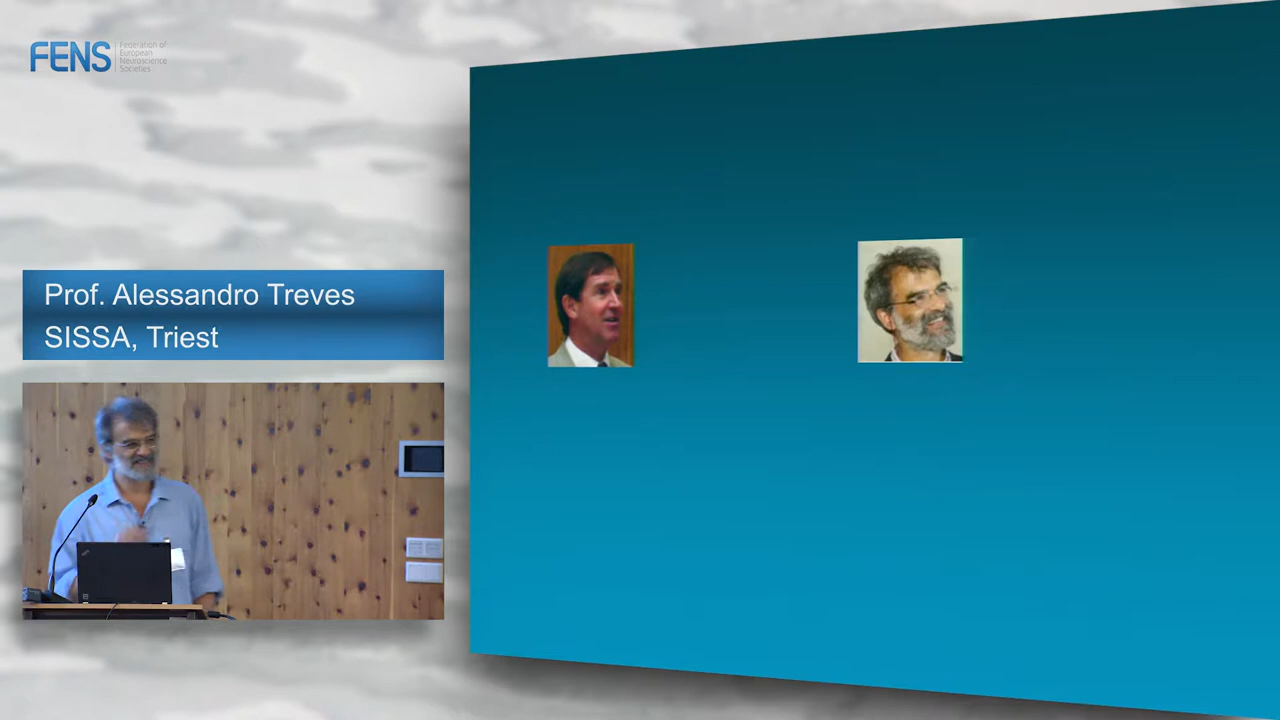 FENS
Federation of
European
Neuroscience
Societies
Prof. Alessandro Treves
SISSA, Triest